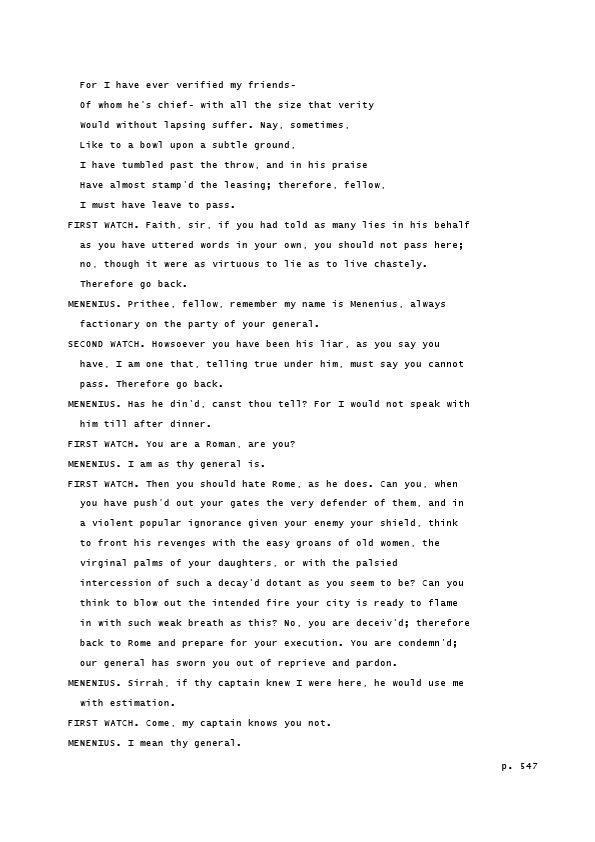 For I have ever verified my friends-
Of whom he's chief- with all the size that verity
Would without lapsing suffer. Nay, sometimes,
Like to a bowl upon a subtle ground,
I have tumbled past the throw, and in his praise
Have almost stamp'd the leasing; therefore, fellow,
I must have leave to pass.
FIRST WATCH. Faith, sir, if you had told as many lies in his behalf
as you have uttered words in your own, you should not pass here;
no, though it were as virtuous to lie as to live chastely.
Therefore go back.
MENENIUS. Prithee, fellow, remember my name is Menenius, always
factionary on the party of your general.
SECOND WATCH. Howsoever you have been his liar, as you say you
have, I am one that, telling true under him, must say you cannot
pass. Therefore go back.
MENENIUS. Has he din'd, canst thou tell? For I would not speak with
him till after dinner.
FIRST WATCH. You are a Roman, are you?
MENENIUS. I am as thy general is.
FIRST WATCH. Then you should hate Rome, as he does. Can you, when
you have push'd out your gates the very defender of them, and in
a violent popular ignorance given your enemy your shield, think
to front his revenges with the easy groans of old women, the
virginal palms of your daughters, or with the palsied
intercession of such a decay'd dotant as you seem to be? Can you
think to blow out the intended fire your city is ready to flame
in with such weak breath as this? No, you are deceiv'd; therefore
back to Rome and prepare for your execution. You are condemn'd;
our general has sworn you out of reprieve and pardon.
MENENIUS. Sirrah, if thy captain knew I were here, he would use me
with estimation.
FIRST WATCH. Come, my captain knows you not.
MENENIUS. I mean thy general.
p. 547